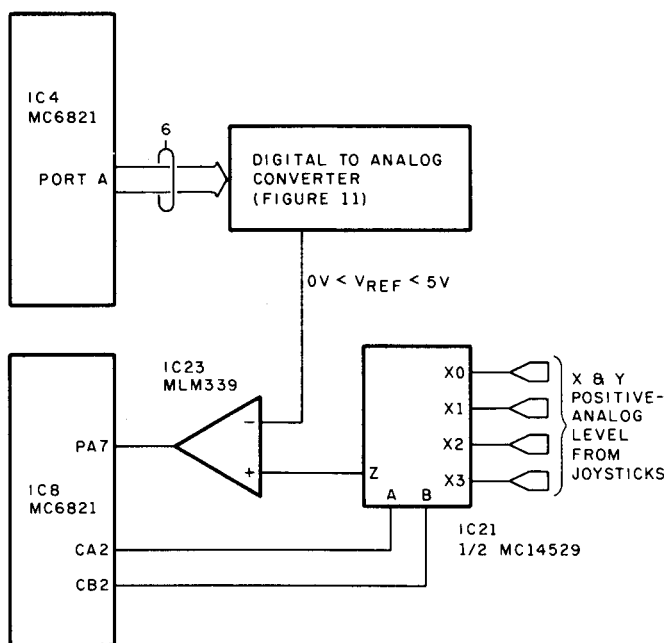 IC4
MC6821
PORT A
6
DIGITAL TO ANALOG
CONVERTER
(FIGURE 11)
0V < VREF < 5V
IC23
MLM339
PA7
−
+
IC8
MC6821
CA2
CB2
Z
A B
X0
X1
X2
X3
X & Y
POSITIVE-
ANALOG
LEVEL
FROM
JOYSTICKS
IC21
1/2 MC14529